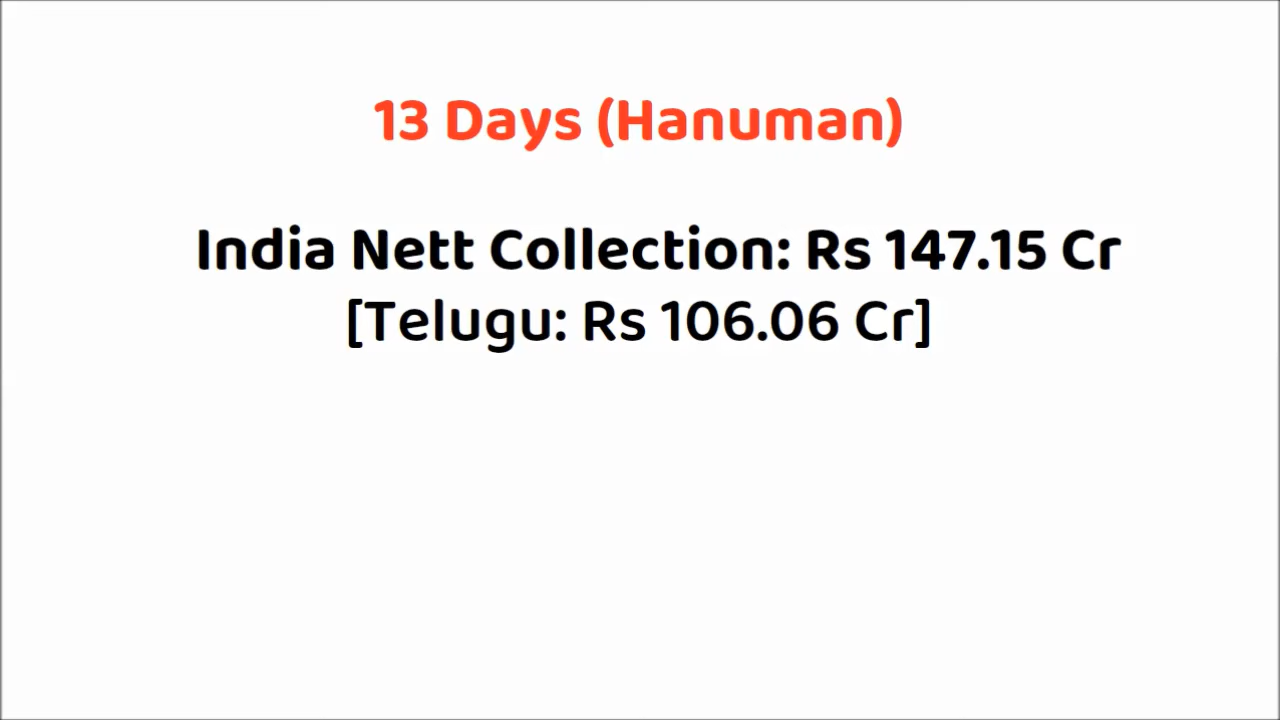 13 Days (Hanuman)
India Nett Collection: Rs 147.15 Cr
[Telugu: Rs 106.06 Cr]